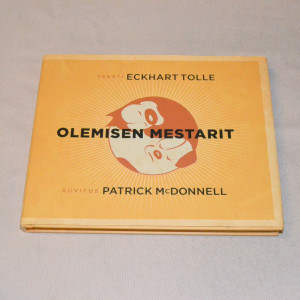 TEKSTI ECKHART TOLLE
OLEMISEN MESTARIT
KUVITUS PATRICK McDONNELL